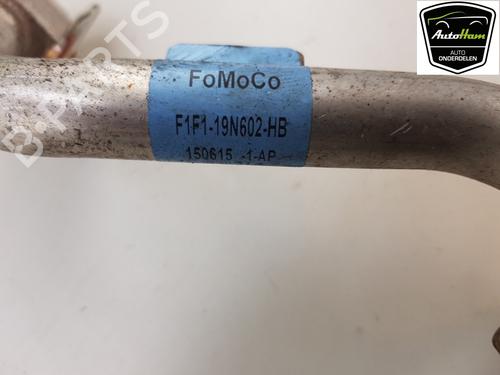 AutoHam
AUTO
ONDERDELEN
FoMoCo
F1F1-19N602-HB
150615 -1-AP
B-PARTS